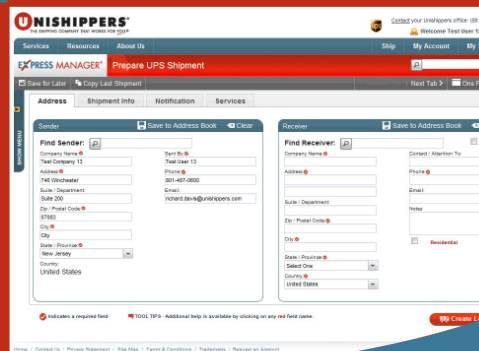 UNISHIPPERS®
THE SHIPPING COMPANY THAT WORKS FOR YOU®
ups
Contact your Unishippers office: (88
Welcome Test User 1
Services Resources About Us Ship My Account My
EXPRESS MANAGER® Prepare UPS Shipment
Save for Later Copy Last Shipment Next Tab > One P
SHOW MENU
Address Shipment Info Notification Services
Sender Save to Address Book Clear
Find Sender:
Company Name Sent By
Test Company 13 Test User 13
Address Phone
746 Winchester 801-487-0600
Suite / Department: Email:
Suite 200 richard.davis@unishippers.com
Zip / Postal Code
City
City
State / Province
New Jersey
Country:
United States
Receiver Save to Address Book
Find Receiver:
Company Name Contact / Attention To:
Address Phone
Email:
Suite / Department: Notes
Zip / Postal Code
City Residential
State / Province
Select One
Country
United States
Indicates a required field TOOL TIPS - Additional help is available by clicking on any red field name.
Create L
Home / Contact Us / Privacy Statement / Site Map / Terms & Conditions / Trademarks / Request an Account